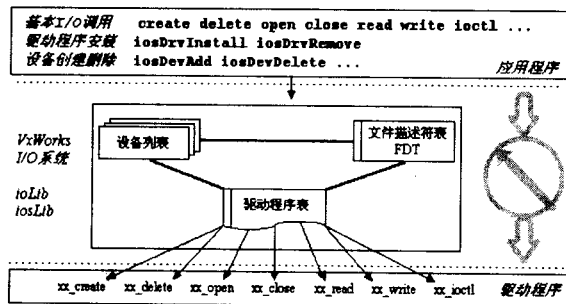 基本I/O调用 create delete open close read write ioctl ...
驱动程序安装 iosDrvInstall iosDrvRemove
设备创建删除 iosDevAdd iosDevDelete ...
应用程序
VxWorks
I/O系统
设备列表
文件描述符表
FDT
ioLib
iosLib
驱动程序表
xx_create xx_delete xx_open xx_close xx_read xx_write xx_ioctl
驱动程序